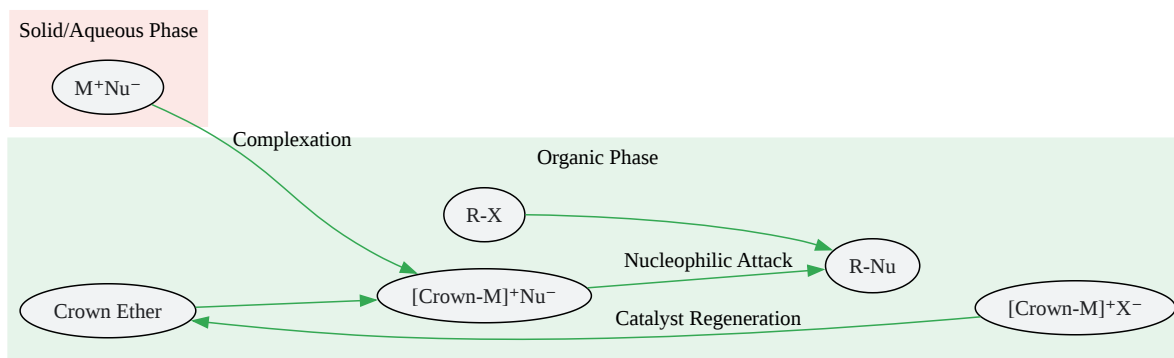 Solid/Aqueous Phase
M⁺Nu⁻
Complexation
Organic Phase
R-X
Nucleophilic Attack
R-Nu
[Crown-M]⁺Nu⁻
Crown Ether
[Crown-M]⁺X⁻
Catalyst Regeneration